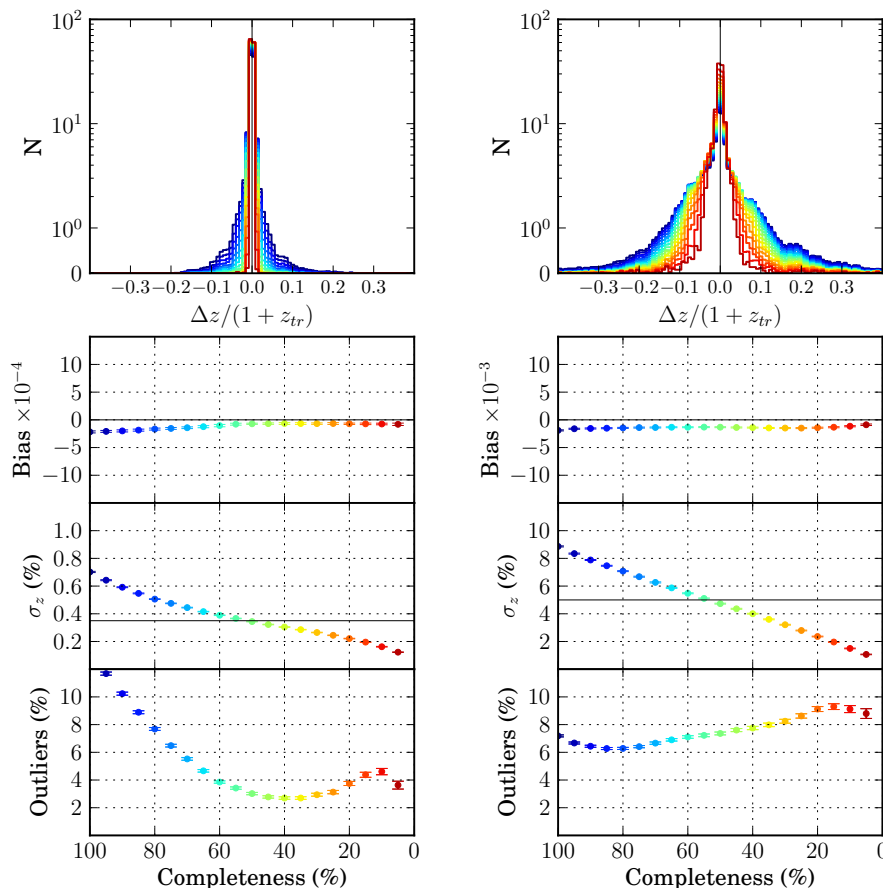 10² 10¹ 10⁰ 0
N
−0.3 −0.2 −0.1 0.0 0.1 0.2 0.3
Δz/(1 + z_tr)
10² 10¹ 10⁰ 0
N
−0.3 −0.2 −0.1 0.0 0.1 0.2 0.3
Δz/(1 + z_tr)
Bias ×10⁻⁴
10 5 0 −5 −10
Bias ×10⁻³
10 5 0 −5 −10
σ_z (%)
1.0 0.8 0.6 0.4 0.2
σ_z (%)
10 8 6 4 2
Outliers (%)
10 8 6 4 2
100 80 60 40 20 0
Completeness (%)
Outliers (%)
10 8 6 4 2
100 80 60 40 20 0
Completeness (%)